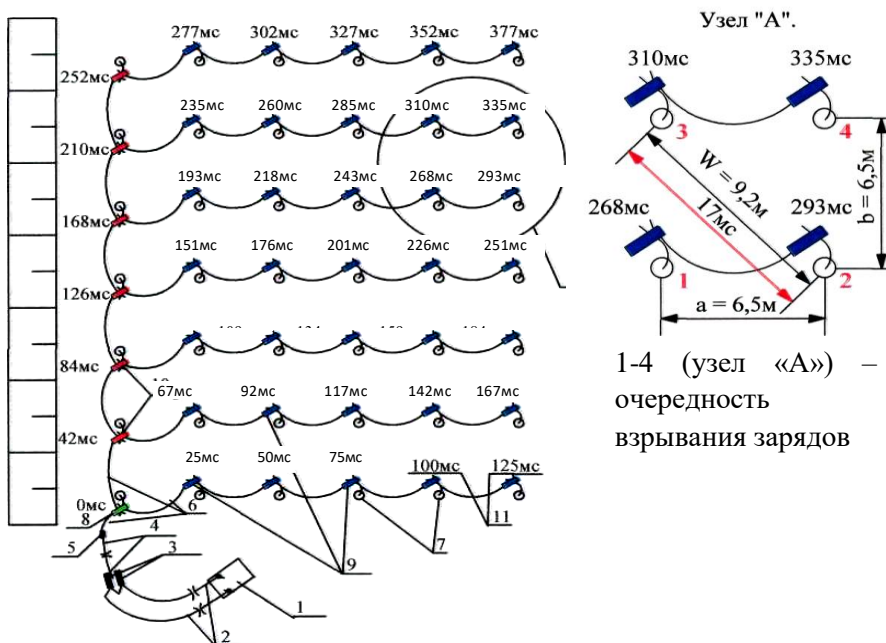 277мс 302мс 327мс 352мс 377мс
252мс
235мс 260мс 285мс 310мс 335мс
210мс
193мс 218мс 243мс 268мс 293мс
168мс
151мс 176мс 201мс 226мс 251мс
126мс
84мс
67мс 92мс 117мс 142мс 167мс
42мс
25мс 50мс 75мс 100мс 125мс
0мс
8 6 11
5 4 7
3 9
1
2
Узел "А".
310мс 335мс
3 4
W = 9,2м
17мс
b = 6,5м
268мс 293мс
1 2
a = 6,5м
1-4 (узел «А») –
очередность
взрывания зарядов